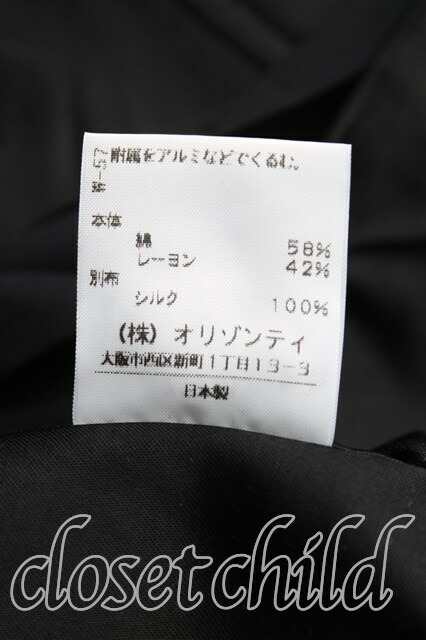 附属をアルミなどでくるむ。
本体
綿 58%
レーヨン 42%
別布
シルク 100%
(株) オリゾンティ
大阪市西区新町1丁目13-3
日本製
closet child